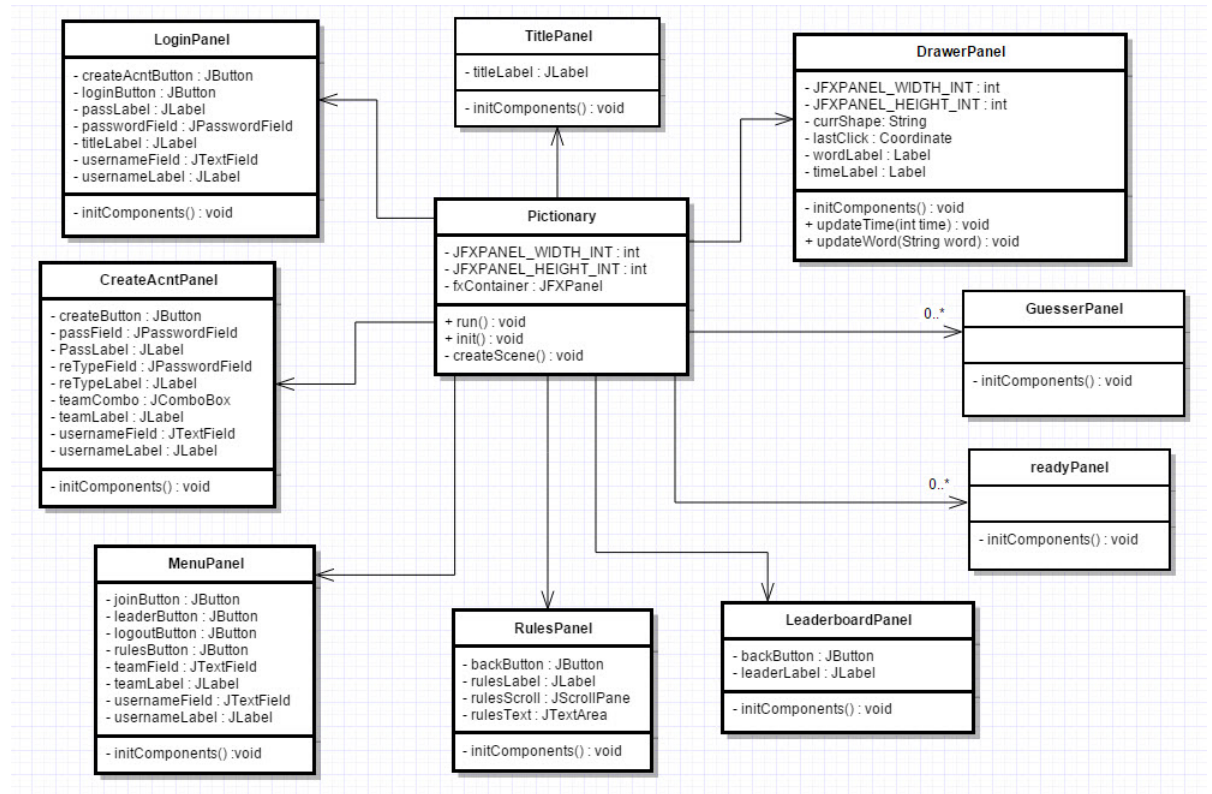 LoginPanel
- createAcntButton : JButton
- loginButton : JButton
- passLabel : JLabel
- passwordField : JPasswordField
- titleLabel : JLabel
- usernameField : JTextField
- usernameLabel : JLabel
- initComponents() : void
TitlePanel
- titleLabel : JLabel
- initComponents() : void
DrawerPanel
- JFXPANEL_WIDTH_INT : int
- JFXPANEL_HEIGHT_INT : int
- currShape: String
- lastClick : Coordinate
- wordLabel : Label
- timeLabel : Label
- initComponents() : void
+ updateTime(int time) : void
+ updateWord(String word) : void
Pictionary
- JFXPANEL_WIDTH_INT : int
- JFXPANEL_HEIGHT_INT : int
- fxContainer : JFXPanel
+ run() : void
+ init() : void
- createScene() : void
CreateAcntPanel
- createButton : JButton
- passField : JPasswordField
- PassLabel : JLabel
- reTypeField : JPasswordField
- reTypeLabel : JLabel
- teamCombo : JComboBox
- teamLabel : JLabel
- usernameField : JTextField
- usernameLabel : JLabel
- initComponents() : void
0..*
GuesserPanel
- initComponents() : void
0..*
readyPanel
- initComponents() : void
MenuPanel
- joinButton : JButton
- leaderButton : JButton
- logoutButton : JButton
- rulesButton : JButton
- teamField : JTextField
- teamLabel : JLabel
- usernameField : JTextField
- usernameLabel : JLabel
- initComponents() :void
RulesPanel
- backButton : JButton
- rulesLabel : JLabel
- rulesScroll : JScrollPane
- rulesText : JTextArea
- initComponents() : void
LeaderboardPanel
- backButton : JButton
- leaderLabel : JLabel
- initComponents() : void